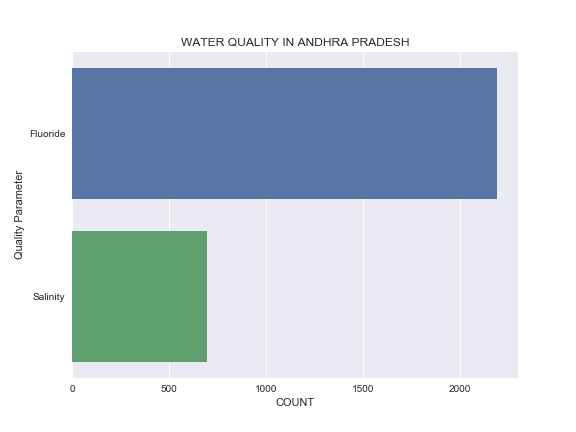 WATER QUALITY IN ANDHRA PRADESH
Quality Parameter
Fluoride
Salinity
0 500 1000 1500 2000
COUNT